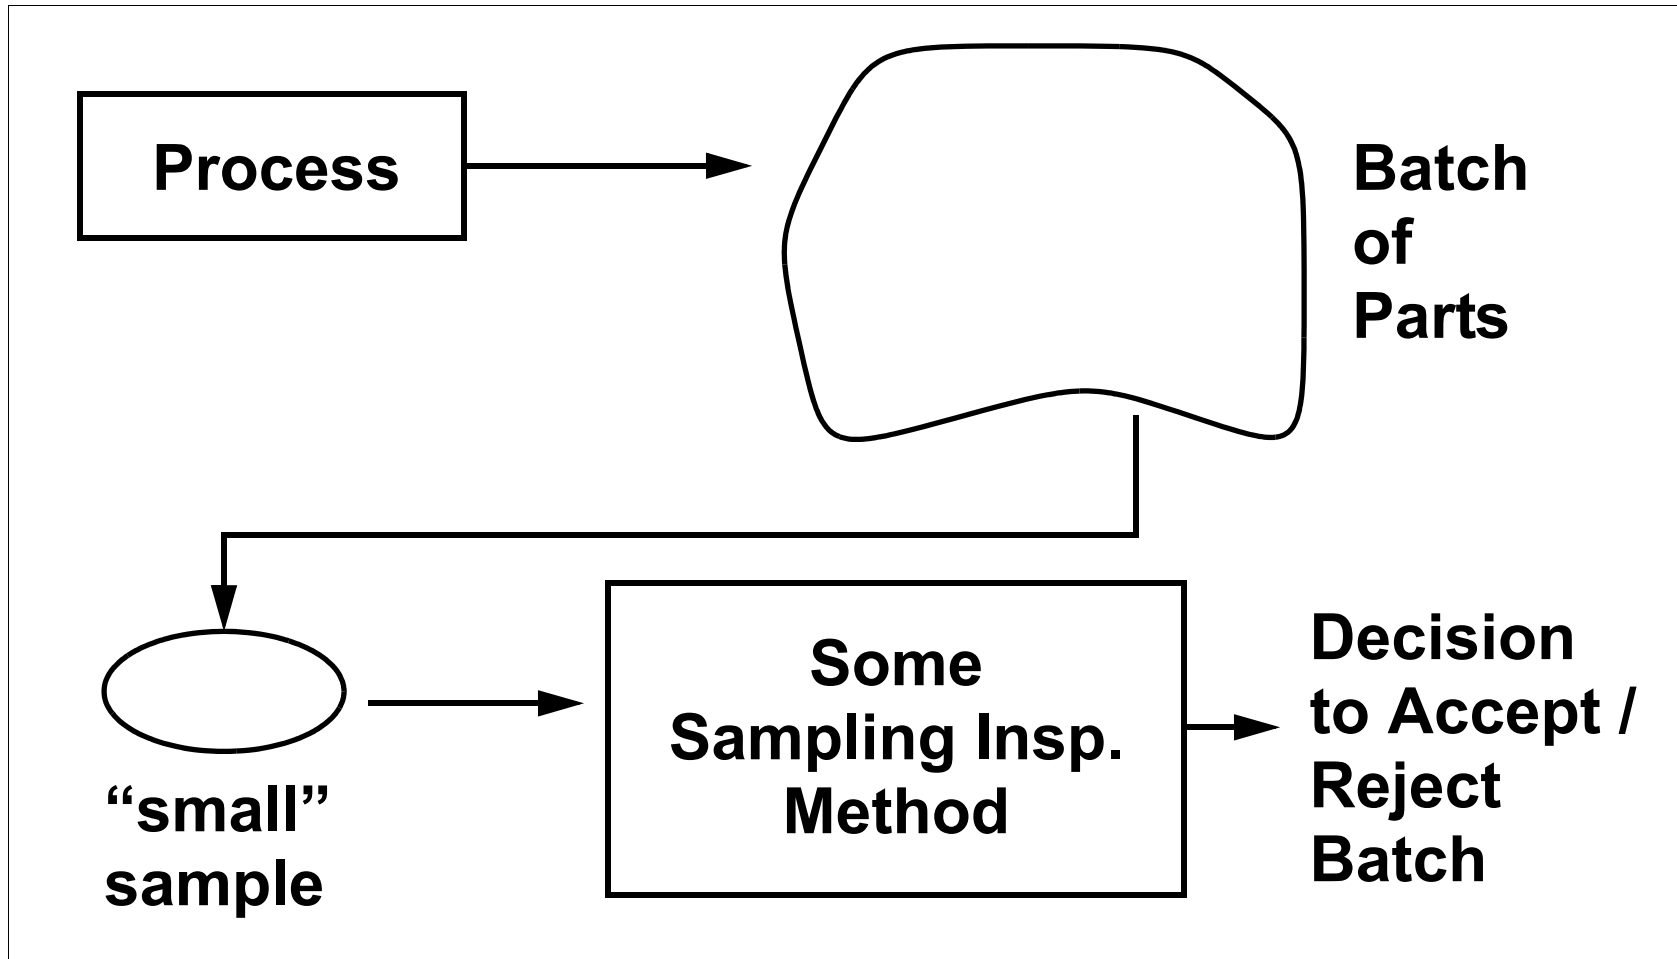 Process
Batch
of
Parts
“small”
sample
Some
Sampling Insp.
Method
Decision
to Accept /
Reject
Batch